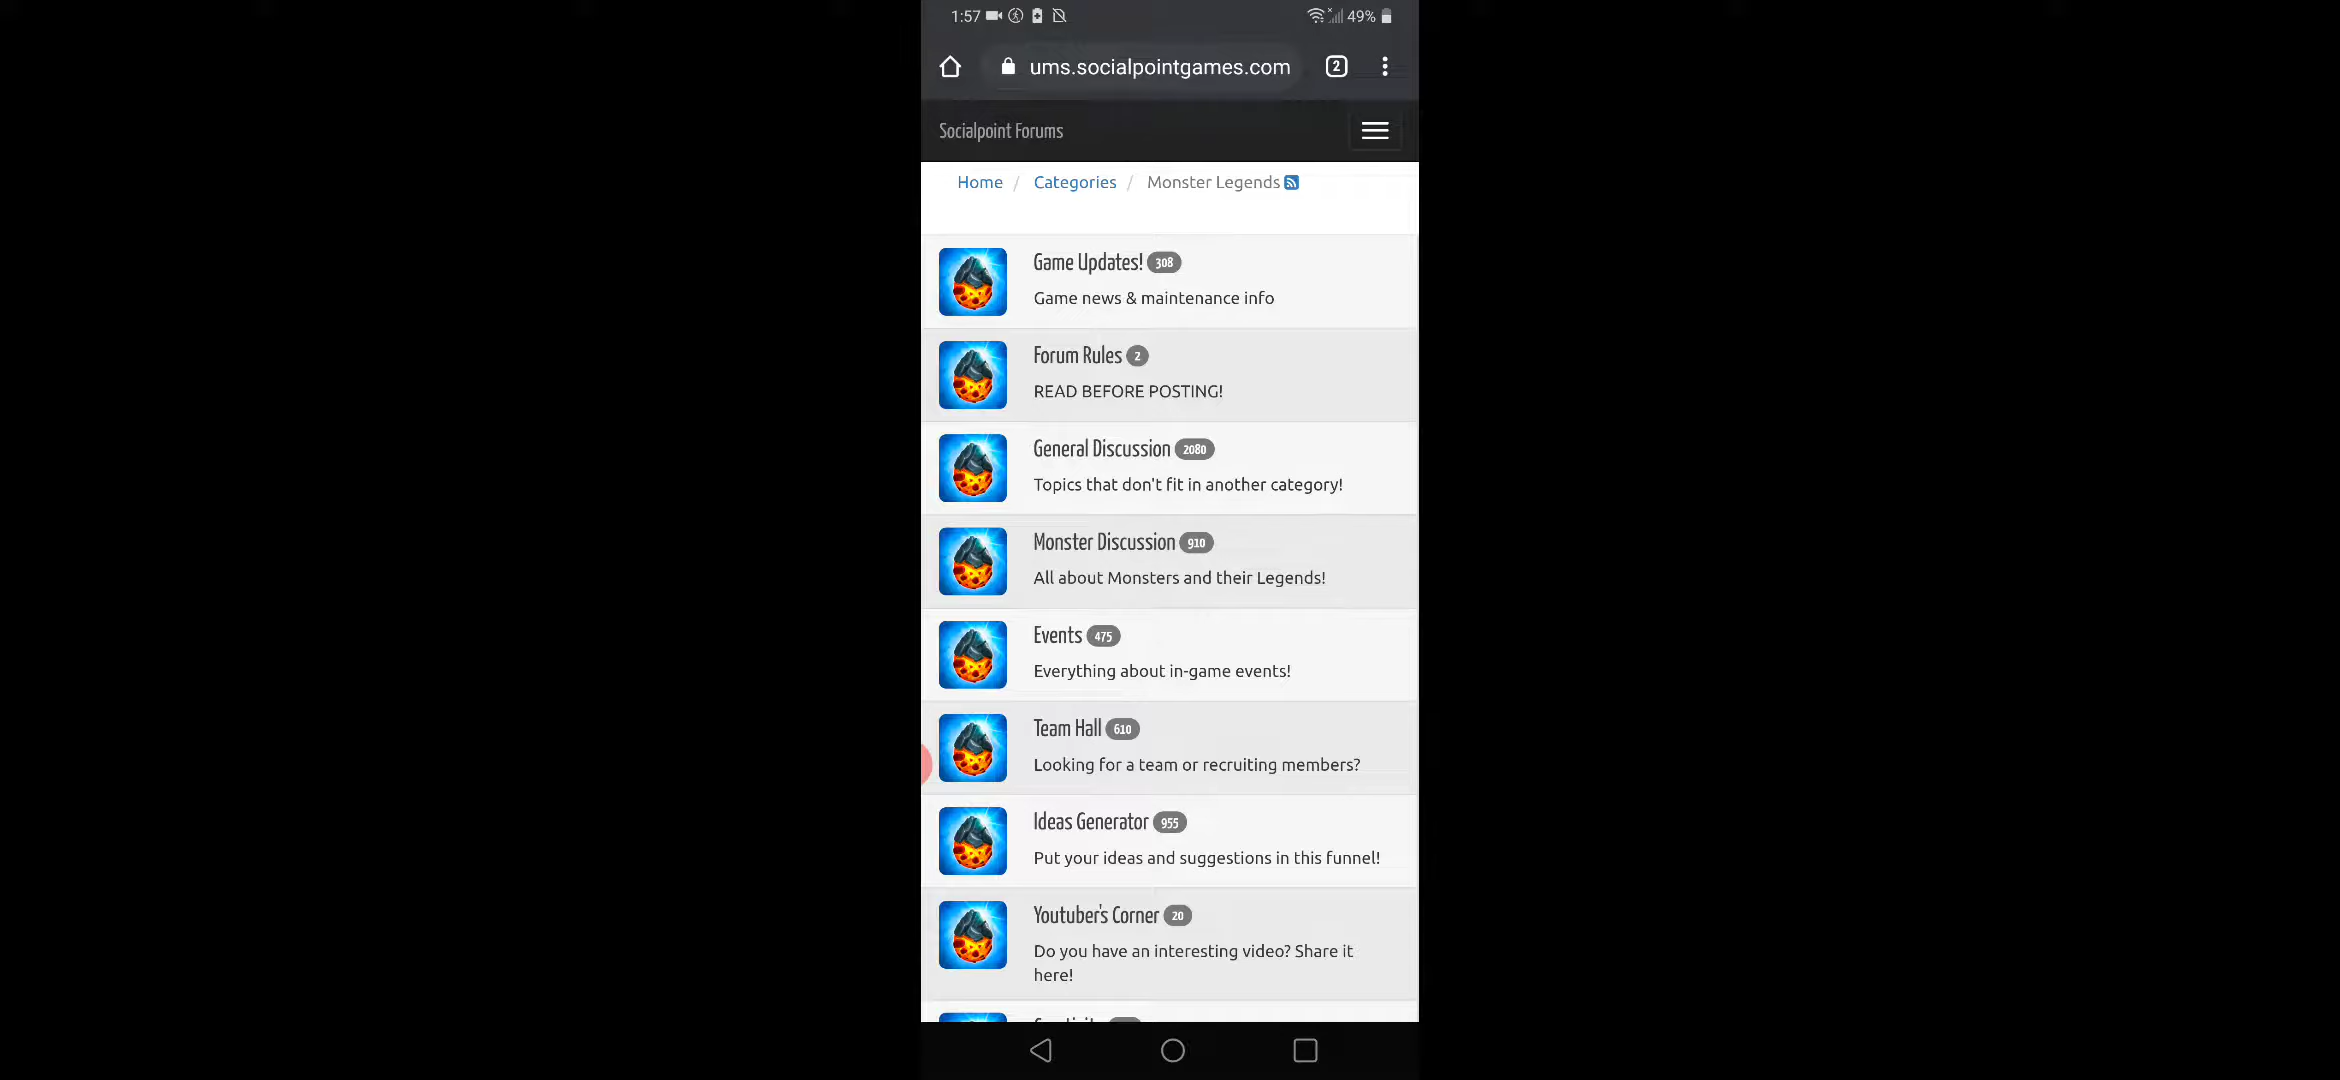 1:57
49%
ums.socialpointgames.com
2
Socialpoint Forums
Home / Categories / Monster Legends
Game Updates! 308
Game news & maintenance info
Forum Rules 2
READ BEFORE POSTING!
General Discussion 2080
Topics that don't fit in another category!
Monster Discussion 910
All about Monsters and their Legends!
Events 475
Everything about in-game events!
Team Hall 610
Looking for a team or recruiting members?
Ideas Generator 955
Put your ideas and suggestions in this funnel!
Youtuber's Corner 20
Do you have an interesting video? Share it
here!